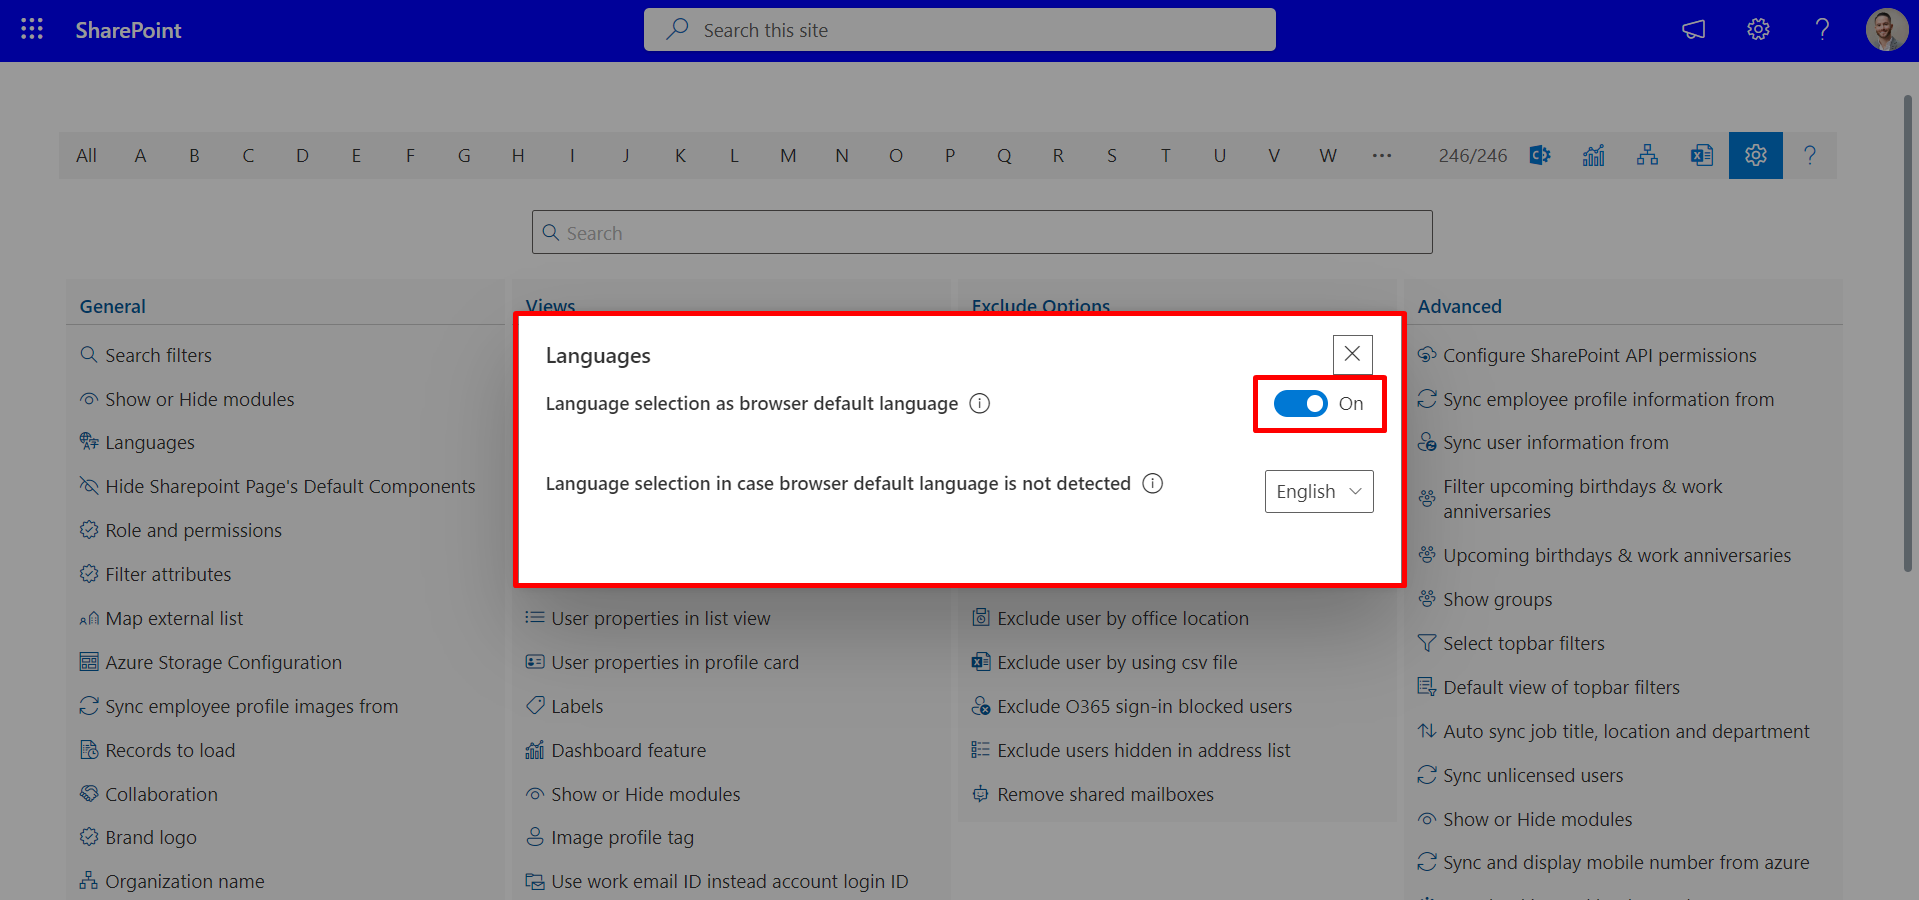 SharePoint
Search this site
All A B C D E F G H I J K L M N O P Q R S T U V W ··· 246/246
Search
General
Search filters
Show or Hide modules
Languages
Hide Sharepoint Page's Default Components
Role and permissions
Filter attributes
Map external list
Azure Storage Configuration
Sync employee profile images from
Records to load
Collaboration
Brand logo
Organization name
Views
Exclude Options
Languages
Language selection as browser default language
On
Language selection in case browser default language is not detected
English
User properties in list view
User properties in profile card
Labels
Dashboard feature
Show or Hide modules
Image profile tag
Use work email ID instead account login ID
Exclude user by office location
Exclude user by using csv file
Exclude O365 sign-in blocked users
Exclude users hidden in address list
Remove shared mailboxes
Advanced
Configure SharePoint API permissions
Sync employee profile information from
Sync user information from
Filter upcoming birthdays & work
anniversaries
Upcoming birthdays & work anniversaries
Show groups
Select topbar filters
Default view of topbar filters
Auto sync job title, location and department
Sync unlicensed users
Show or Hide modules
Sync and display mobile number from azure